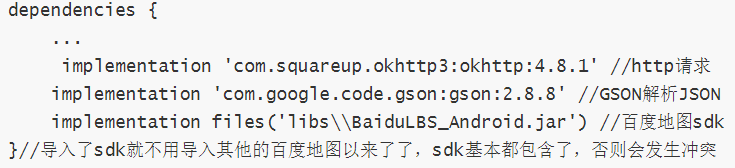 dependencies {
    ...
     implementation 'com.squareup.okhttp3:okhttp:4.8.1' //http请求
    implementation 'com.google.code.gson:gson:2.8.8' //GSON解析JSON
    implementation files('libs\\BaiduLBS_Android.jar') //百度地图sdk
}//导入了sdk就不用导入其他的百度地图以来了了，sdk基本都包含了，否则会发生冲突